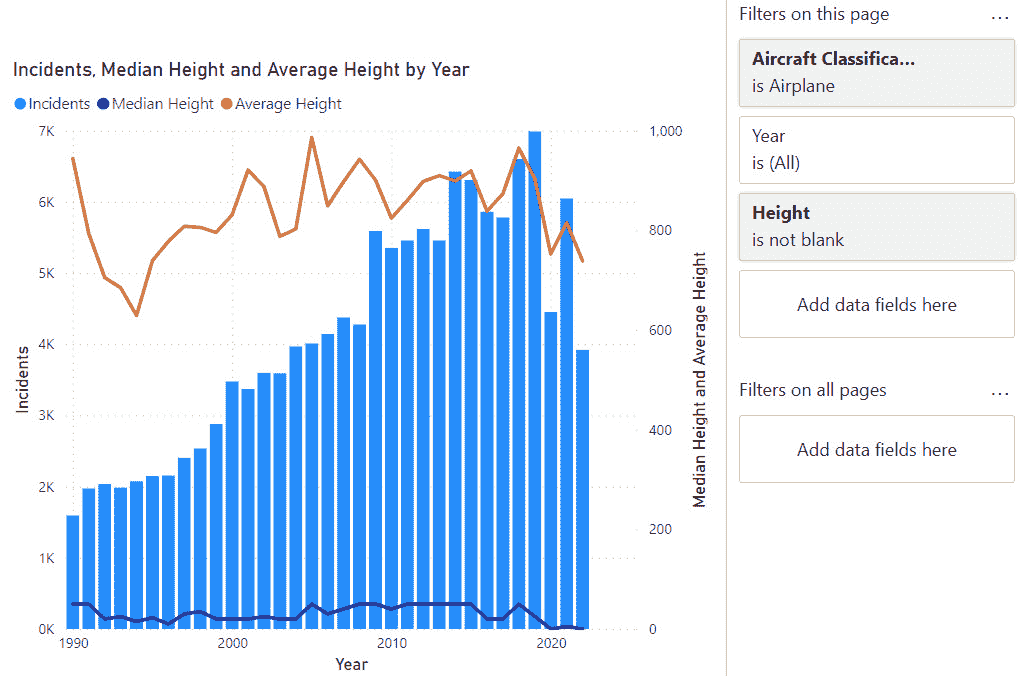 Incidents, Median Height and Average Height by Year
Incidents Median Height Average Height
7K
6K
5K
4K
3K
2K
1K
0K
Incidents
1,000
800
600
400
200
0
Median Height and Average Height
1990 2000 2010 2020
Year
Filters on this page ...
Aircraft Classifica...
is Airplane
Year
is (All)
Height
is not blank
Add data fields here
Filters on all pages ...
Add data fields here